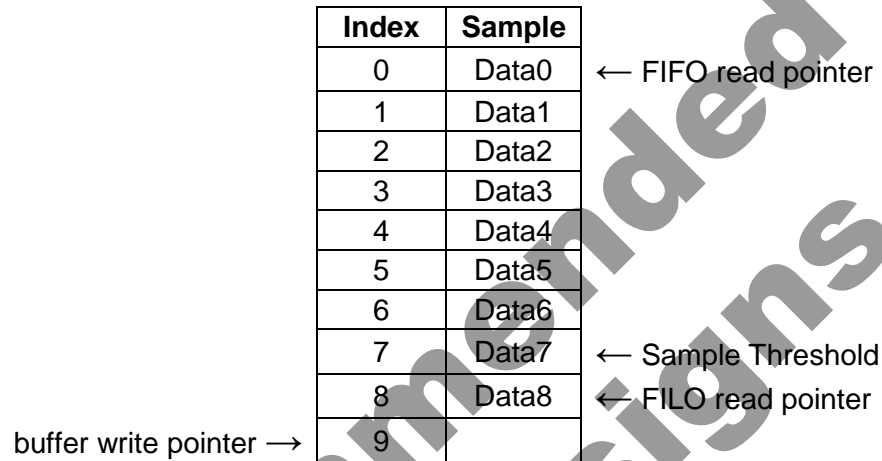 Index Sample
0 Data0 ← FIFO read pointer
1 Data1
2 Data2
3 Data3
4 Data4
5 Data5
6 Data6
7 Data7 ← Sample Threshold
8 Data8 ← FILO read pointer
buffer write pointer → 9